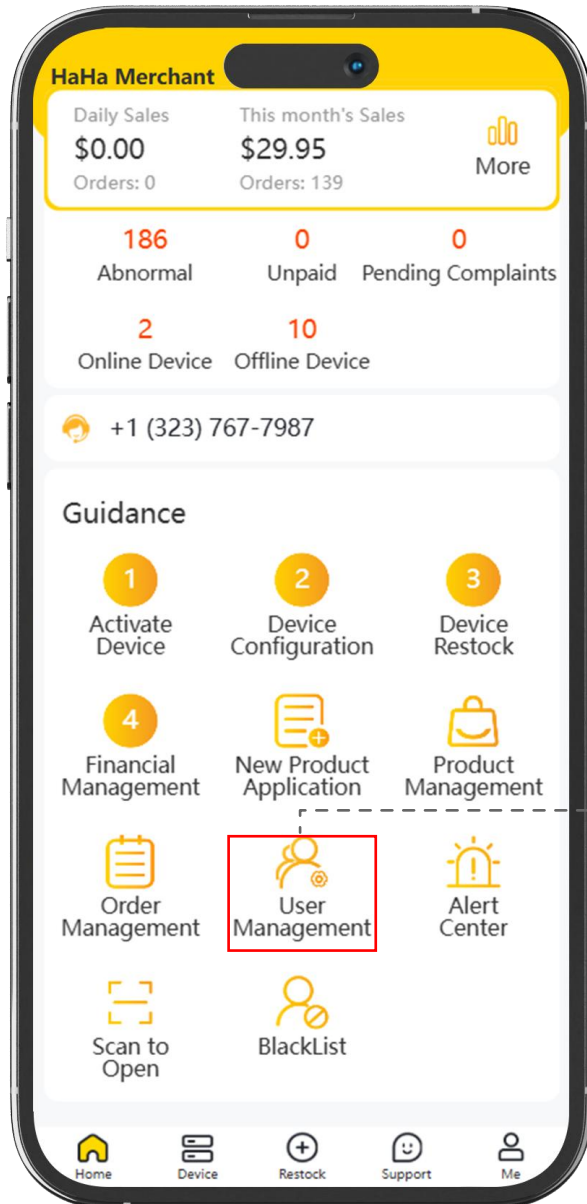 HaHa Merchant
Daily Sales This month's Sales
$0.00 $29.95 More
Orders: 0 Orders: 139
186 0 0
Abnormal Unpaid Pending Complaints
2 10
Online Device Offline Device
+1 (323) 767-7987
Guidance
1 2 3
Activate Device Device
Device Configuration Restock
4
Financial New Product Product
Management Application Management
Order User Alert
Management Management Center
Scan to BlackList
Open
Home Device Restock Support Me